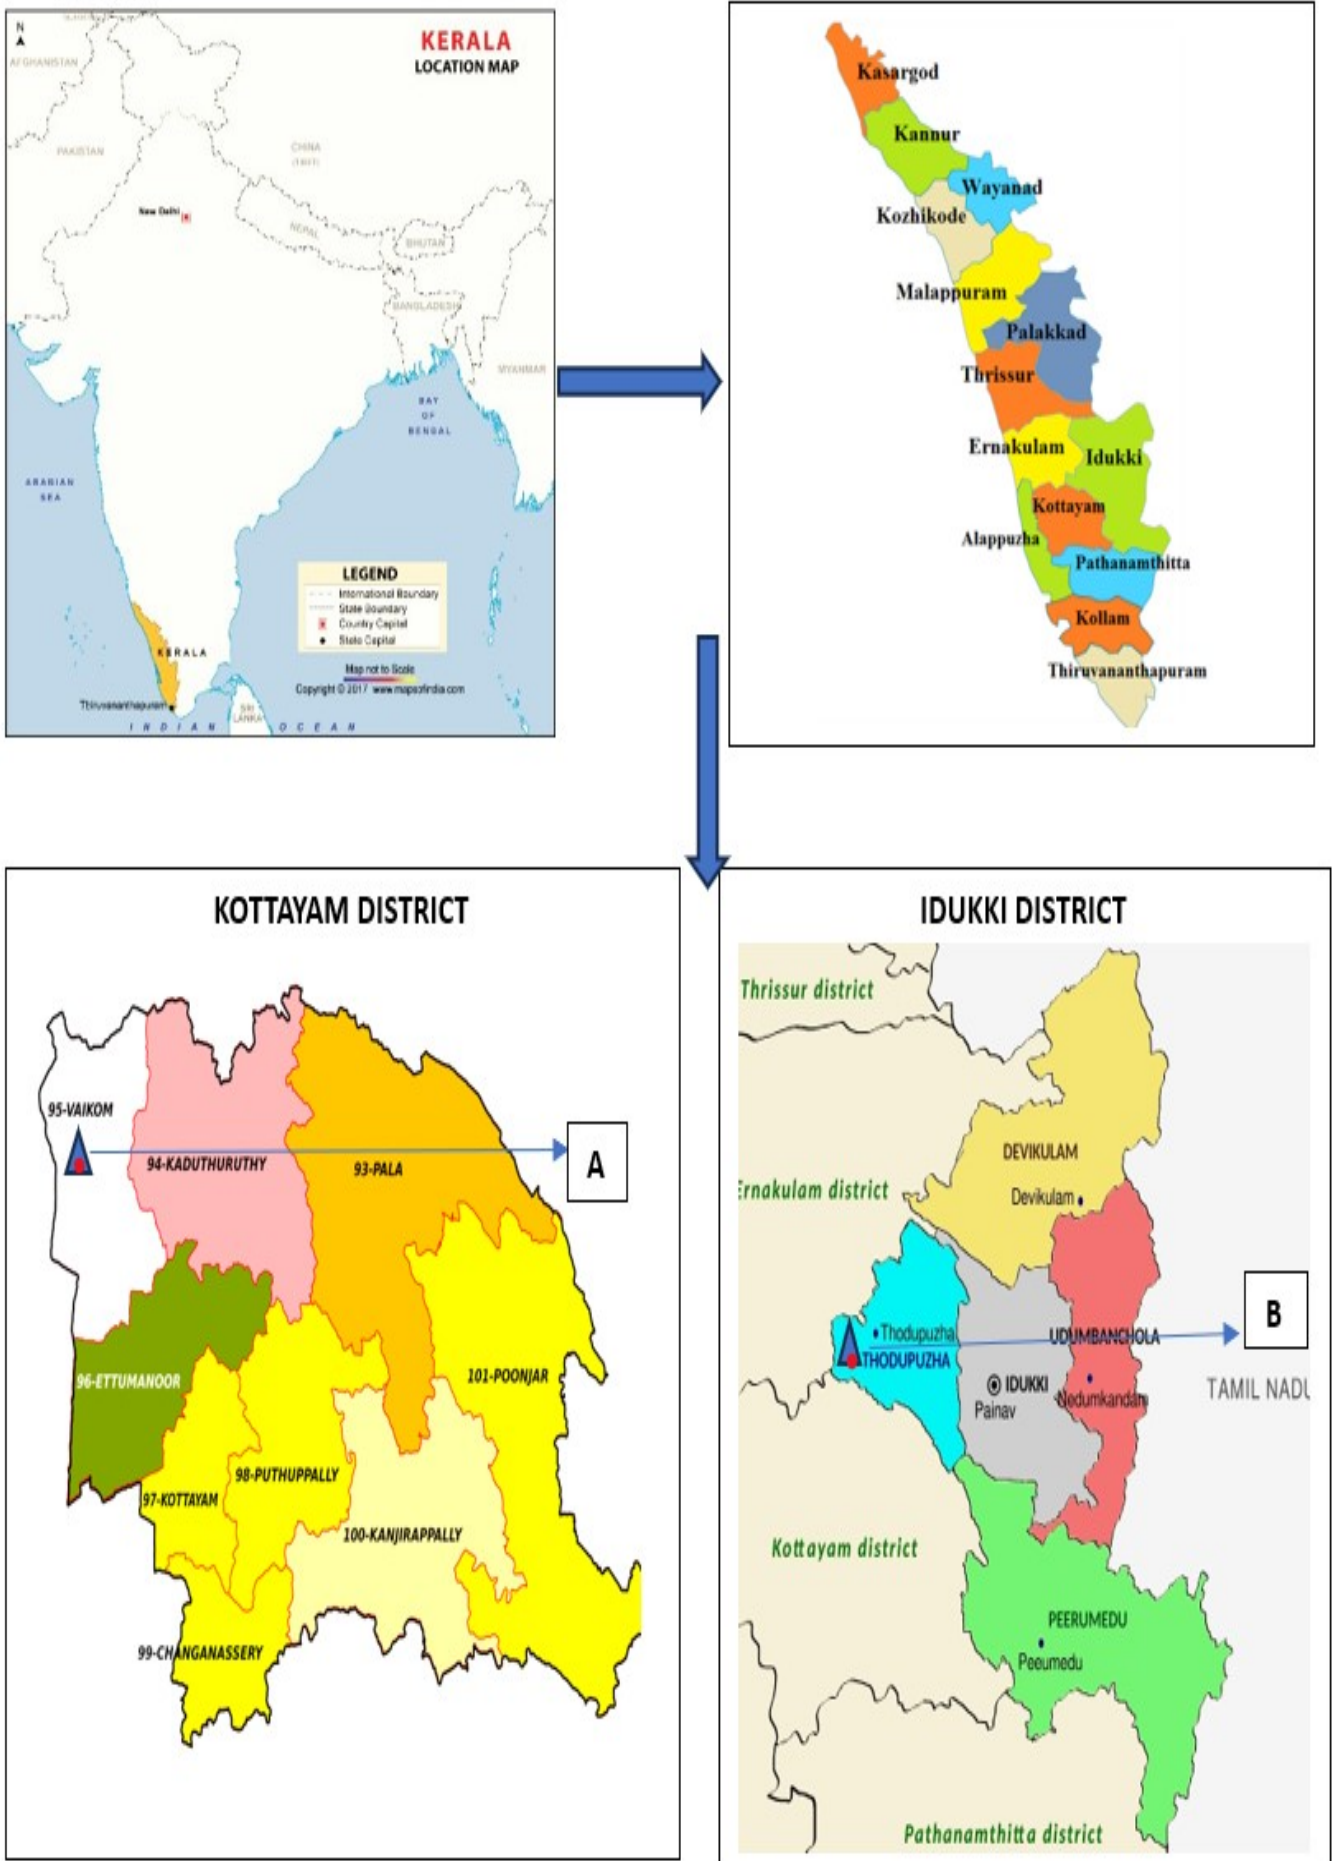 N
KERALA
LOCATION MAP
AFGHANISTAN
PAKISTAN
CHINA
New Delhi
NEPAL
BHUTAN
BANGLADESH
MYANMAR
BAY
OF
BENGAL
ARABIAN
SEA
LEGEND
International Boundary
State Boundary
Country Capital
State Capital
Map not to Scale
Copyright © 2017 www.mapsofindia.com
KERALA
Thiruvananthapuram
SRI
LANKA
INDIAN OCEAN
Kasargod
Kannur
Wayanad
Kozhikode
Malappuram
Palakkad
Thrissur
Ernakulam
Idukki
Kottayam
Alappuzha
Pathanamthitta
Kollam
Thiruvananthapuram
KOTTAYAM DISTRICT
95-VAIKOM
94-KADUTHURUTHY
93-PALA
A
96-ETTUMANOOR
101-POONJAR
98-PUTHUPPALLY
97-KOTTAYAM
100-KANJIRAPPALLY
99-CHANGANASSERY
IDUKKI DISTRICT
Thrissur district
DEVIKULAM
Ernakulam district
Devikulam
B
Thodupuzha
UDUMBANCHOLA
THODUPUZHA
IDUKKI
Painav
Nedumkandam
TAMIL NADU
Kottayam district
PEERUMEDU
Peeumedu
Pathanamthitta district